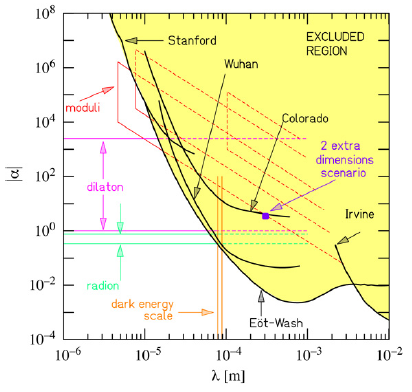 10^8
10^6
10^4
10^2
10^0
10^−2
10^−4
|α|
Stanford
EXCLUDED
REGION
Wuhan
moduli
Colorado
2 extra
dimensions
scenario
dilaton
Irvine
radion
dark energy
scale
Eöt-Wash
10^−6
10^−5
10^−4
10^−3
10^−2
λ [m]